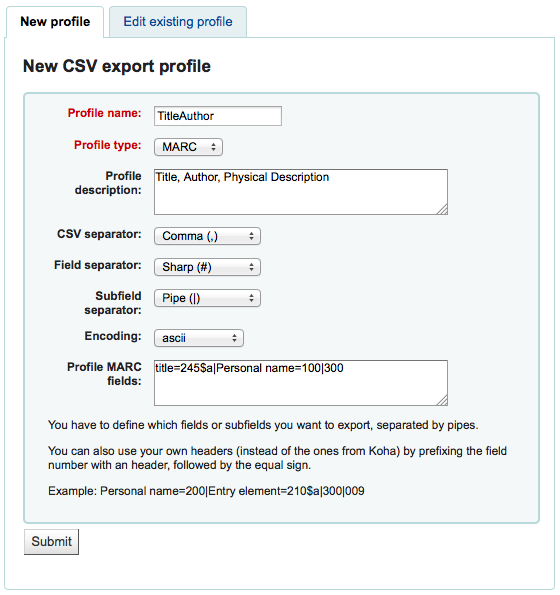 New profile
Edit existing profile
New CSV export profile
Profile name:
TitleAuthor
Profile type:
MARC
Profile
description:
Title, Author, Physical Description
CSV separator:
Comma (,)
Field separator:
Sharp (#)
Subfield
separator:
Pipe (|)
Encoding:
ascii
Profile MARC
fields:
title=245$a|Personal name=100|300
You have to define which fields or subfields you want to export, separated by pipes.
You can also use your own headers (instead of the ones from Koha) by prefixing the field
number with an header, followed by the equal sign.
Example: Personal name=200|Entry element=210$a|300|009
Submit